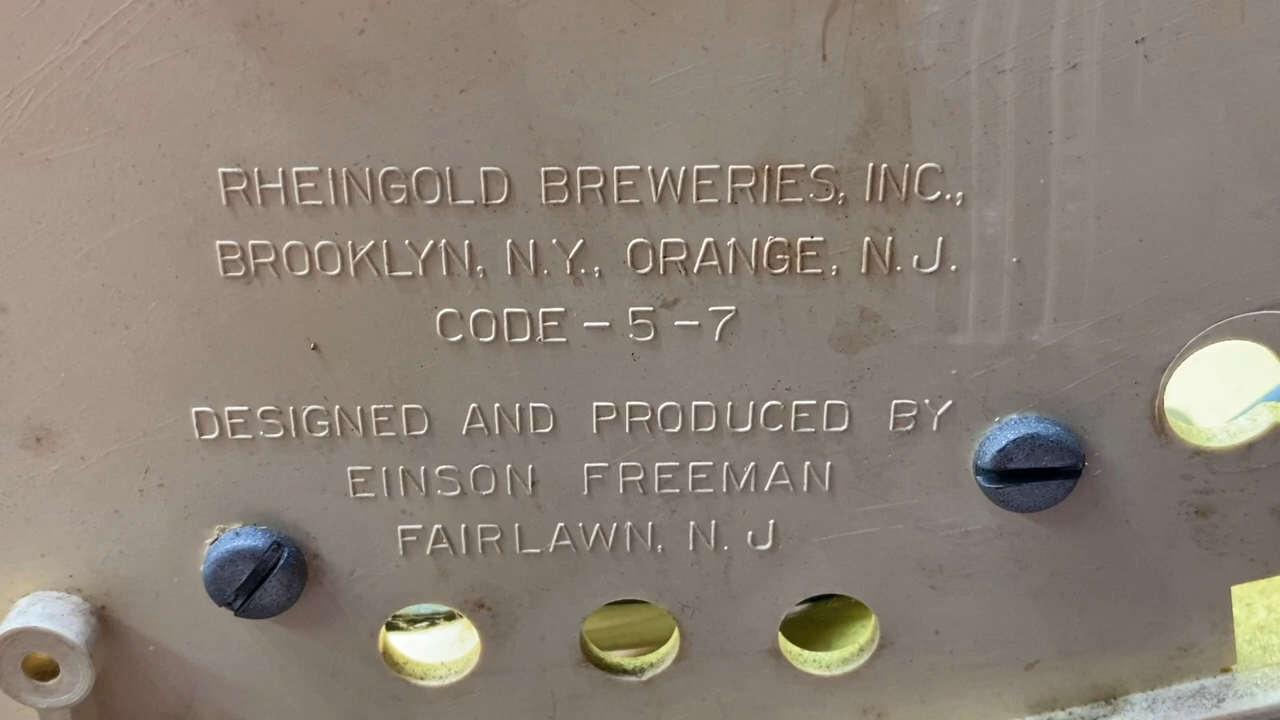 RHEINGOLD BREWERIES, INC.,
BROOKLYN, N.Y., ORANGE, N.J.
CODE-5-7
DESIGNED AND PRODUCED BY
EINSON FREEMAN
FAIRLAWN, N.J